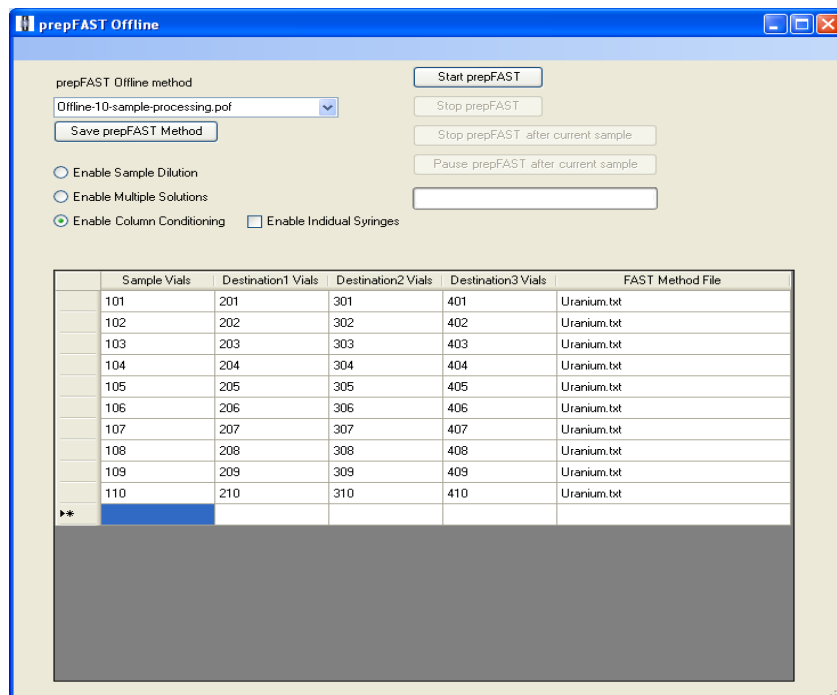 prepFAST Offline
prepFAST Offline method
Offline-10-sample-processing.pof
Save prepFAST Method
Start prepFAST
Stop prepFAST
Stop prepFAST after current sample
Pause prepFAST after current sample
Enable Sample Dilution
Enable Multiple Solutions
Enable Column Conditioning Enable Indidual Syringes
Sample Vials Destination1 Vials Destination2 Vials Destination3 Vials FAST Method File
101 201 301 401 Uranium.txt
102 202 302 402 Uranium.txt
103 203 303 403 Uranium.txt
104 204 304 404 Uranium.txt
105 205 305 405 Uranium.txt
106 206 306 406 Uranium.txt
107 207 307 407 Uranium.txt
108 208 308 408 Uranium.txt
109 209 309 409 Uranium.txt
110 210 310 410 Uranium.txt